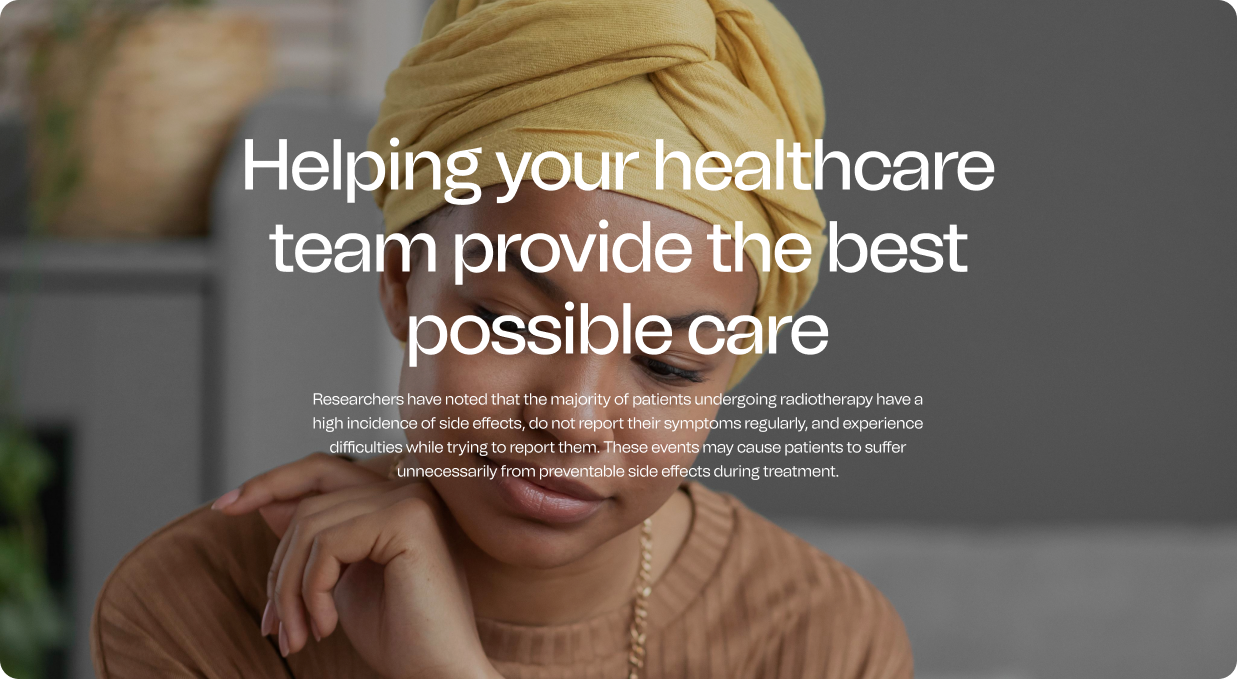 Helping your healthcare
team provide the best
possible care
Researchers have noted that the majority of patients undergoing radiotherapy have a
high incidence of side effects, do not report their symptoms regularly, and experience
difficulties while trying to report them. These events may cause patients to suffer
unnecessarily from preventable side effects during treatment.